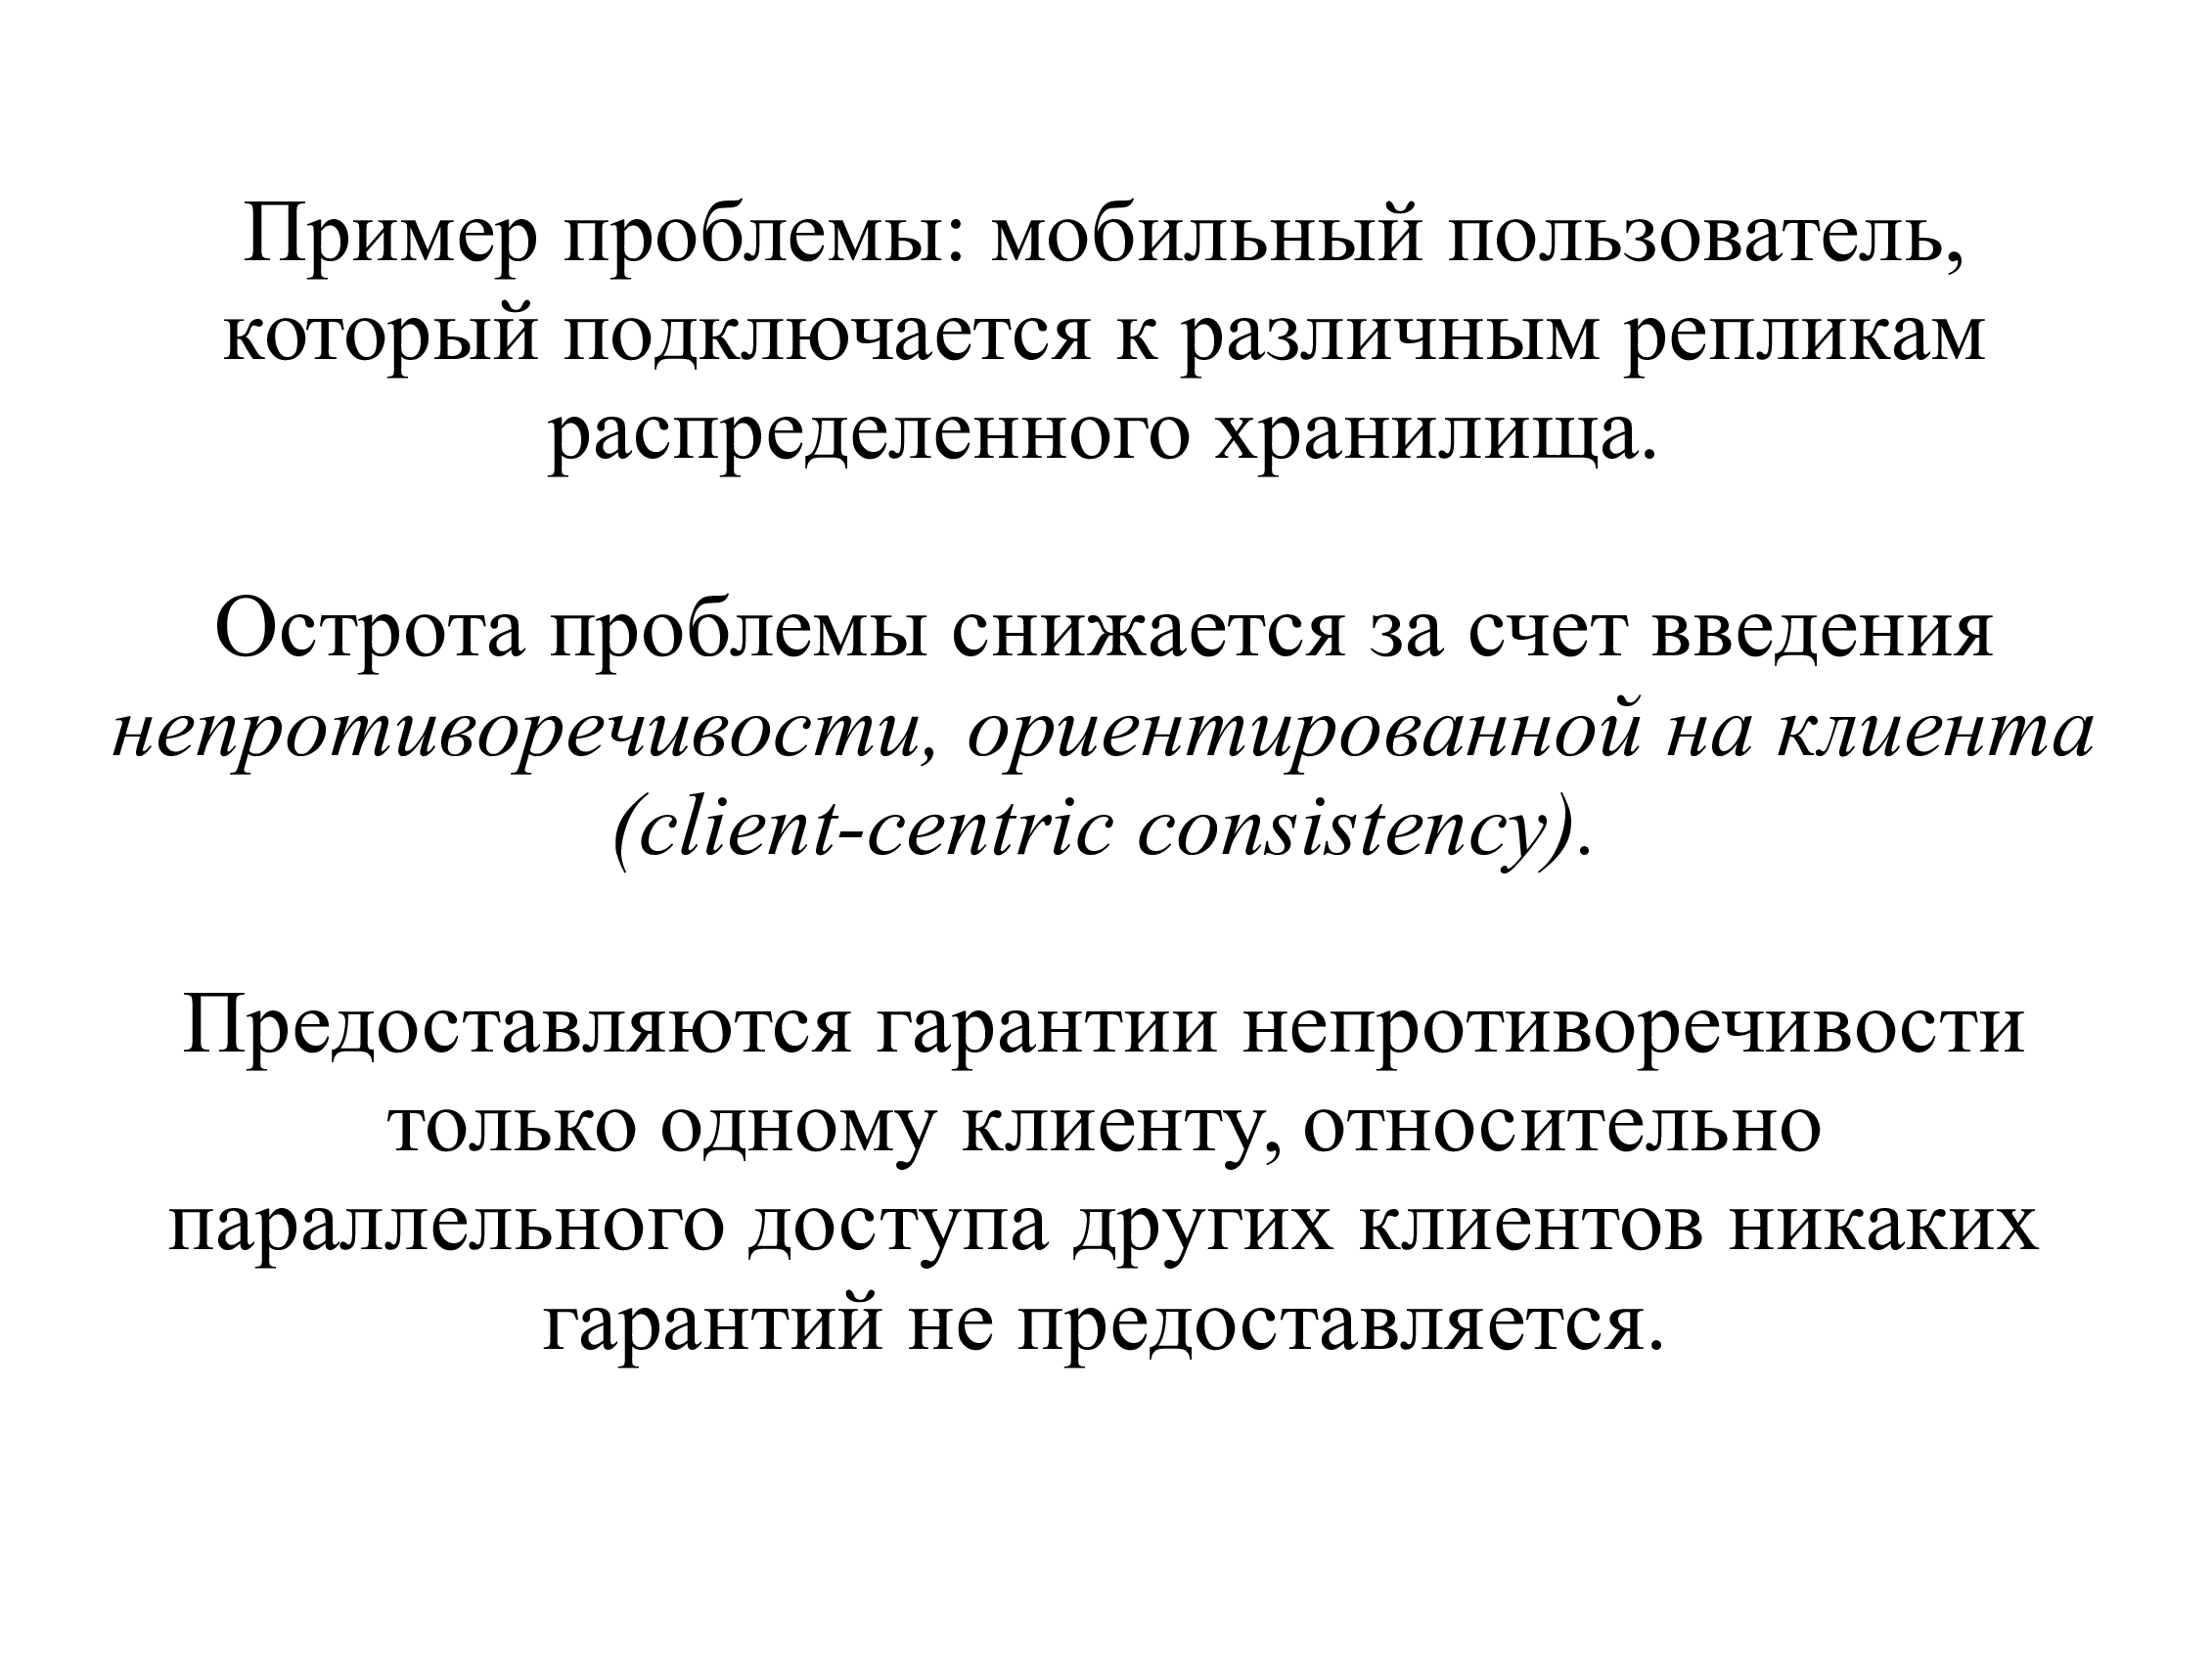 Пример проблемы: мобильный пользователь,
который подключается к различным репликам
распределенного хранилища.
Острота проблемы снижается за счет введения
непротиворечивости, ориентированной на клиента
(client-centric consistency).
Предоставляются гарантии непротиворечивости
только одному клиенту, относительно
параллельного доступа других клиентов никаких
гарантий не предоставляется.